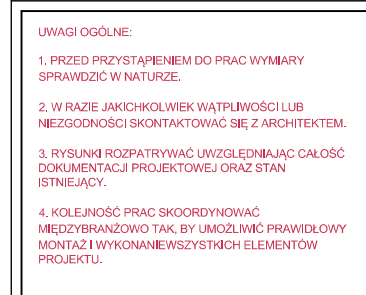 UWAGI OGÓLNE:
1. PRZED PRZYSTĄPIENIEM DO PRAC WYMIARY
SPRAWDZIĆ W NATURZE.
2. W RAZIE JAKICHKOLWIEK WĄTPLIWOŚCI LUB
NIEZGODNOŚCI SKONTAKTOWAĆ SIĘ Z ARCHITEKTEM.
3. RYSUNKI ROZPATRYWAĆ UWZGLĘDNIAJĄC CAŁOŚĆ
DOKUMENTACJI PROJEKTOWEJ ORAZ STAN
ISTNIEJĄCY.
4. KOLEJNOŚĆ PRAC SKOORDYNOWAĆ
MIĘDZYBRANŻOWO TAK, BY UMOŻLIWIĆ PRAWIDŁOWY
MONTAŻ I WYKONANIEWSZYSTKICH ELEMENTÓW
PROJEKTU.